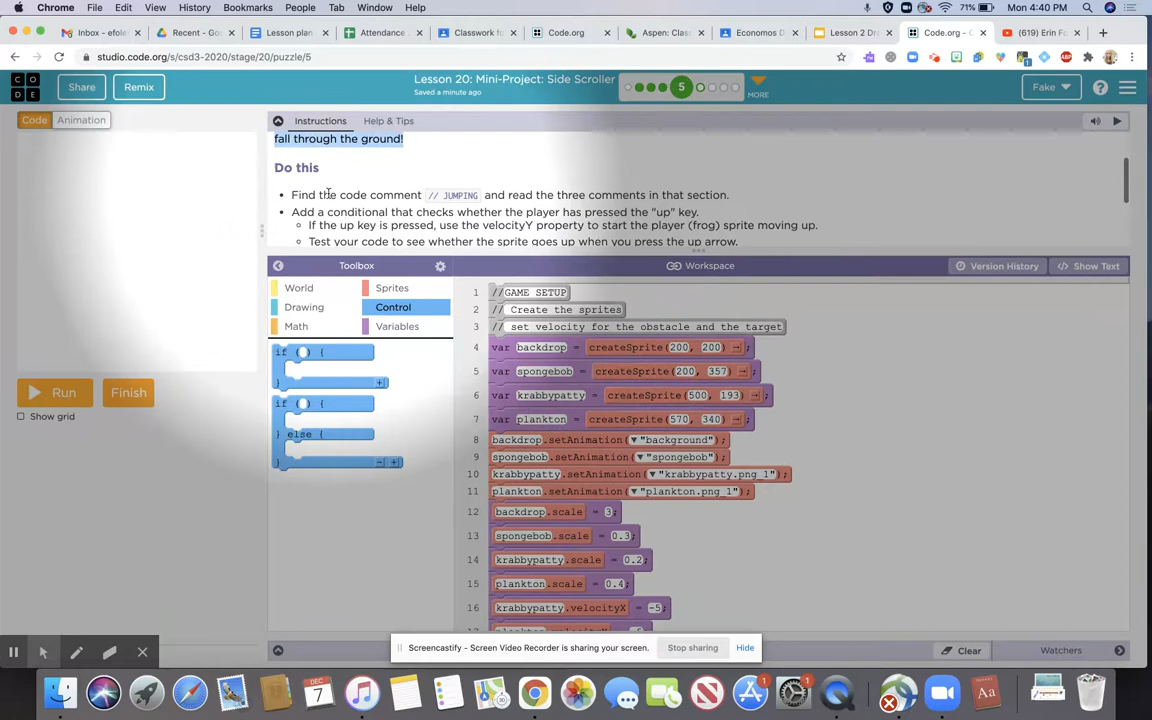 Chrome File Edit View History Bookmarks People Tab Window Help 71% Mon 4:40 PM
Inbox - efole Recent - Goo Lesson plan Attendance Classwork f Code.org Aspen: Clas Economos D Lesson 2 Dra Code.org - C (619) Erin Fo
studio.code.org/s/csd3-2020/stage/20/puzzle/5
C O
D E
Share Remix
Lesson 20: Mini-Project: Side Scroller
Saved a minute ago
5
MORE
Fake
Code Animation
Instructions Help & Tips
fall through the ground!
Do this
• Find the code comment // JUMPING and read the three comments in that section.
• Add a conditional that checks whether the player has pressed the "up" key.
If the up key is pressed, use the velocityY property to start the player (frog) sprite moving up.
Test your code to see whether the sprite goes up when you press the up arrow.
Toolbox Workspace Version History Show Text
World Sprites
Drawing Control
Math Variables
if ( ) {
}
if ( ) {
} else {
}
Run Finish
Show grid
1 //GAME SETUP
2 // Create the sprites
3 // set velocity for the obstacle and the target
4 var backdrop = createSprite(200, 200);
5 var spongebob = createSprite(200, 357);
6 var krabbypatty = createSprite(500, 193);
7 var plankton = createSprite(570, 340);
8 backdrop.setAnimation("background");
9 spongebob.setAnimation("spongebob");
10 krabbypatty.setAnimation("krabbypatty.png_1");
11 plankton.setAnimation("plankton.png_1");
12 backdrop.scale = 3;
13 spongebob.scale = 0.3;
14 krabbypatty.scale = 0.2;
15 plankton.scale = 0.4;
16 krabbypatty.velocityX = -5;
Screencastify - Screen Video Recorder is sharing your screen. Stop sharing Hide
Clear Watchers
DEC
7
Aa